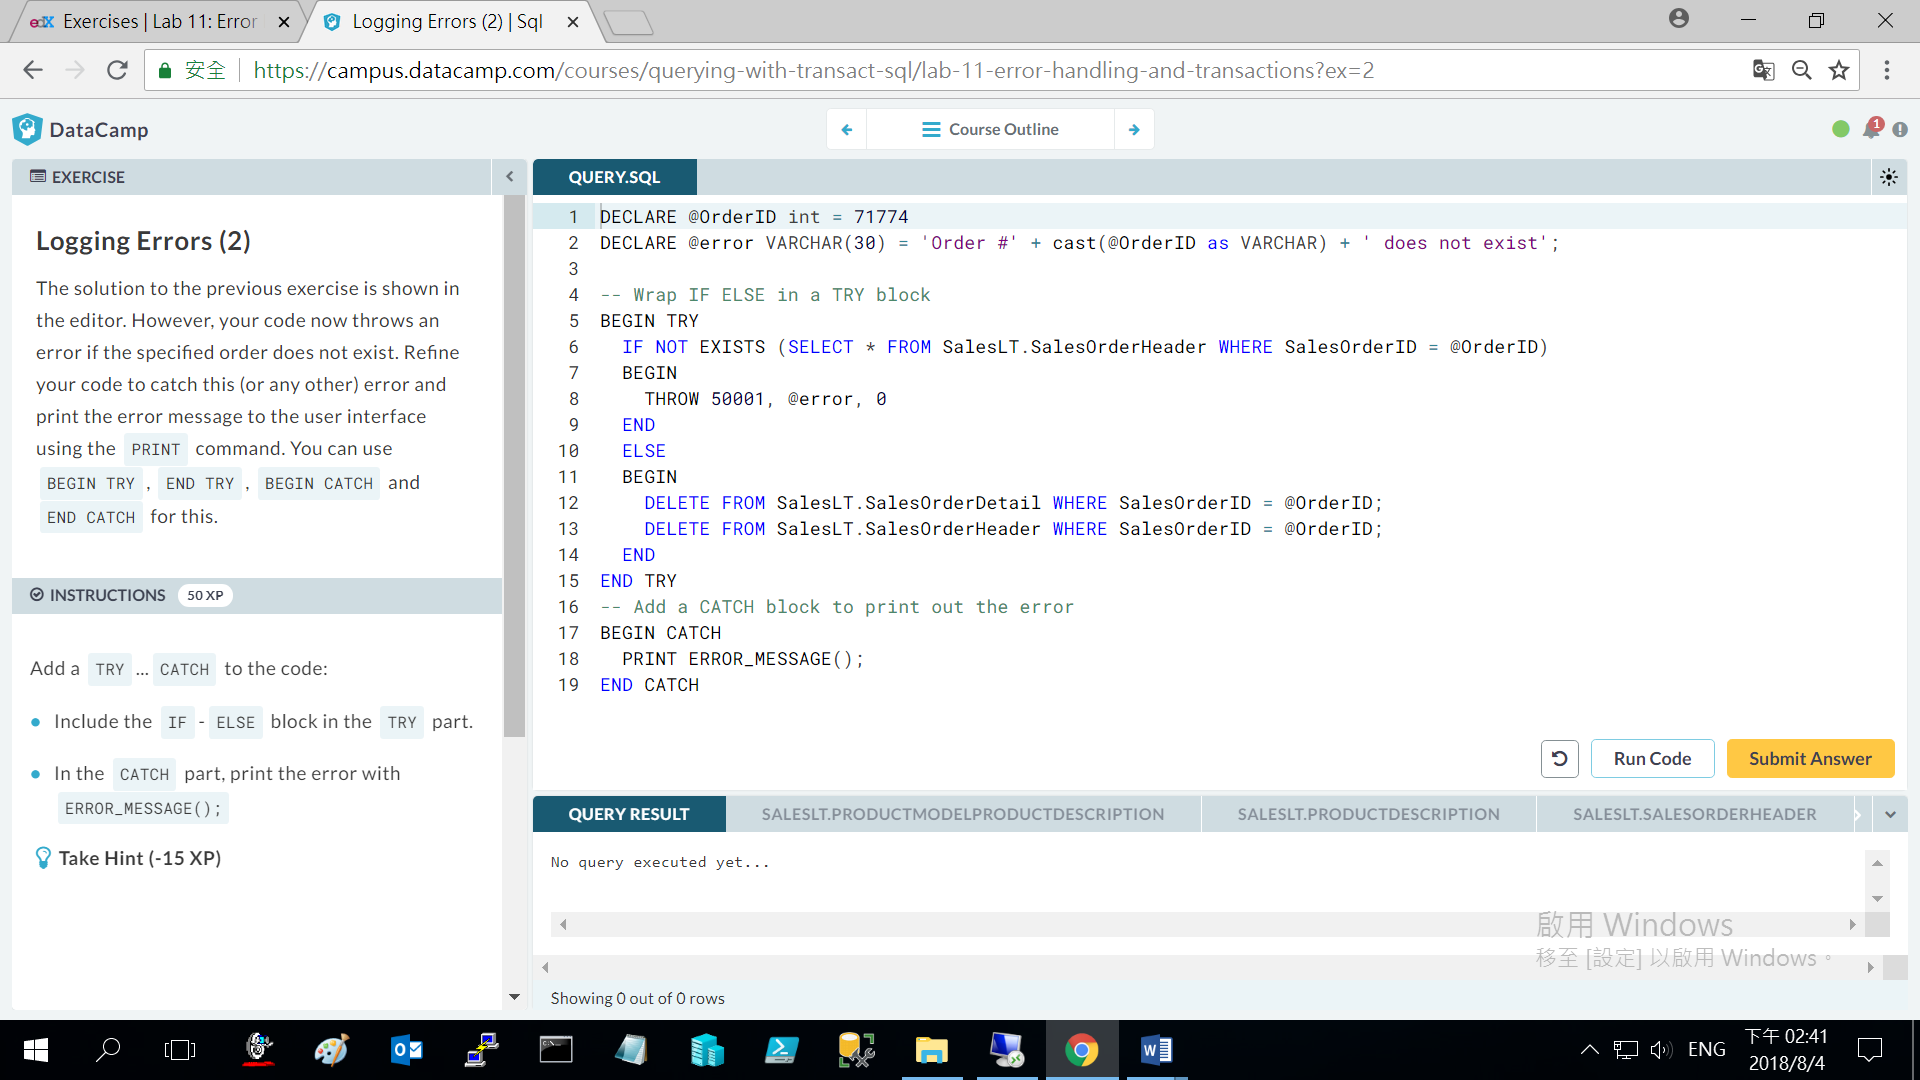 edX Exercises | Lab 11: Error
Logging Errors (2) | Sql
安全
https://campus.datacamp.com/courses/querying-with-transact-sql/lab-11-error-handling-and-transactions?ex=2
DataCamp
Course Outline
1
EXERCISE
QUERY.SQL
Logging Errors (2)
The solution to the previous exercise is shown in
the editor. However, your code now throws an
error if the specified order does not exist. Refine
your code to catch this (or any other) error and
print the error message to the user interface
using the PRINT command. You can use
BEGIN TRY, END TRY, BEGIN CATCH and
END CATCH for this.
INSTRUCTIONS 50 XP
Add a TRY ... CATCH to the code:
Include the IF - ELSE block in the TRY part.
In the CATCH part, print the error with
ERROR_MESSAGE();
Take Hint (-15 XP)
1 DECLARE @OrderID int = 71774
2 DECLARE @error VARCHAR(30) = 'Order #' + cast(@OrderID as VARCHAR) + ' does not exist';
3
4 -- Wrap IF ELSE in a TRY block
5 BEGIN TRY
6 IF NOT EXISTS (SELECT * FROM SalesLT.SalesOrderHeader WHERE SalesOrderID = @OrderID)
7 BEGIN
8 THROW 50001, @error, 0
9 END
10 ELSE
11 BEGIN
12 DELETE FROM SalesLT.SalesOrderDetail WHERE SalesOrderID = @OrderID;
13 DELETE FROM SalesLT.SalesOrderHeader WHERE SalesOrderID = @OrderID;
14 END
15 END TRY
16 -- Add a CATCH block to print out the error
17 BEGIN CATCH
18 PRINT ERROR_MESSAGE();
19 END CATCH
Run Code
Submit Answer
QUERY RESULT
SALESLT.PRODUCTMODELPRODUCTDESCRIPTION
SALESLT.PRODUCTDESCRIPTION
SALESLT.SALESORDERHEADER
No query executed yet...
啟用 Windows
移至 [設定] 以啟用 Windows。
Showing 0 out of 0 rows
ENG
下午 02:41
2018/8/4